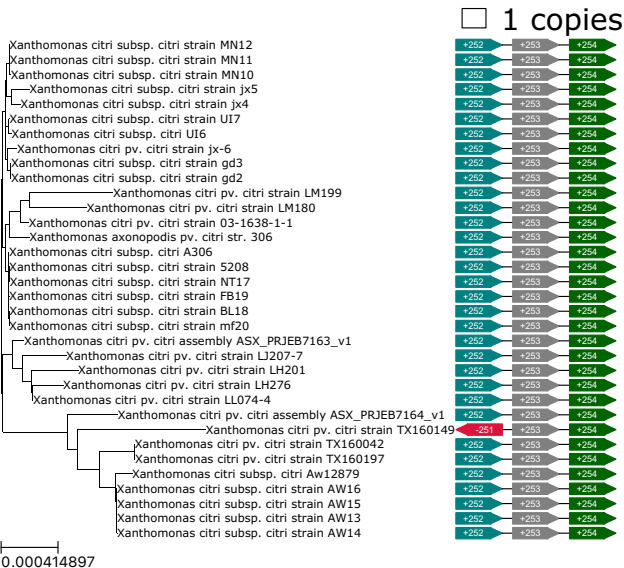 1 copies
Xanthomonas citri subsp. citri strain MN12 +252 +253 +254
Xanthomonas citri subsp. citri strain MN11 +252 +253 +254
Xanthomonas citri subsp. citri strain MN10 +252 +253 +254
Xanthomonas citri subsp. citri strain jx5 +252 +253 +254
Xanthomonas citri subsp. citri strain jx4 +252 +253 +254
Xanthomonas citri subsp. citri strain UI7 +252 +253 +254
Xanthomonas citri subsp. citri UI6 +252 +253 +254
Xanthomonas citri pv. citri strain jx-6 +252 +253 +254
Xanthomonas citri subsp. citri strain gd3 +252 +253 +254
Xanthomonas citri subsp. citri strain gd2 +252 +253 +254
Xanthomonas citri pv. citri strain LM199 +252 +253 +254
Xanthomonas citri pv. citri strain LM180 +252 +253 +254
Xanthomonas citri pv. citri strain 03-1638-1-1 +252 +253 +254
Xanthomonas axonopodis pv. citri str. 306 +252 +253 +254
Xanthomonas citri subsp. citri A306 +252 +253 +254
Xanthomonas citri subsp. citri strain 5208 +252 +253 +254
Xanthomonas citri subsp. citri strain NT17 +252 +253 +254
Xanthomonas citri subsp. citri strain FB19 +252 +253 +254
Xanthomonas citri subsp. citri strain BL18 +252 +253 +254
Xanthomonas citri subsp. citri strain mf20 +252 +253 +254
Xanthomonas citri pv. citri assembly ASX_PRJEB7163_v1 +252 +253 +254
Xanthomonas citri pv. citri strain LJ207-7 +252 +253 +254
Xanthomonas citri pv. citri strain LH201 +252 +253 +254
Xanthomonas citri pv. citri strain LH276 +252 +253 +254
Xanthomonas citri pv. citri strain LL074-4 +252 +253 +254
Xanthomonas citri pv. citri assembly ASX_PRJEB7164_v1 +252 +253 +254
Xanthomonas citri pv. citri strain TX160149 -251 +253 +254
Xanthomonas citri pv. citri strain TX160042 +252 +253 +254
Xanthomonas citri pv. citri strain TX160197 +252 +253 +254
Xanthomonas citri subsp. citri Aw12879 +252 +253 +254
Xanthomonas citri subsp. citri strain AW16 +252 +253 +254
Xanthomonas citri subsp. citri strain AW15 +252 +253 +254
Xanthomonas citri subsp. citri strain AW13 +252 +253 +254
Xanthomonas citri subsp. citri strain AW14 +252 +253 +254
0.000414897